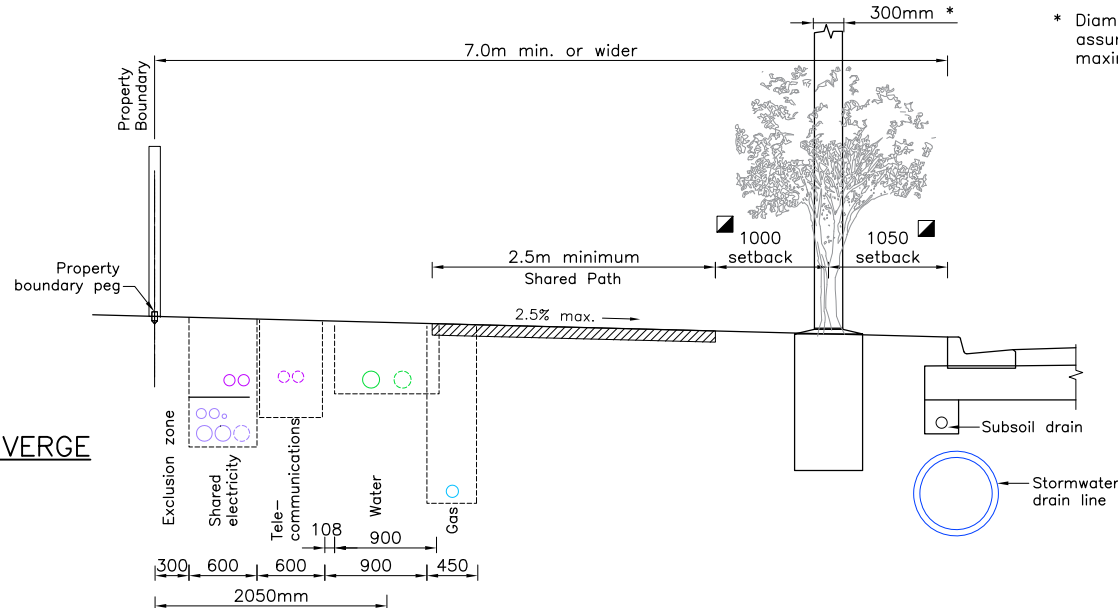 300mm *
* Diam
assur
maxir
7.0m min. or wider
Property
Boundary
1000
setback
1050
setback
2.5m minimum
Shared Path
Property
boundary peg
2.5% max.
VERGE
Exclusion zone
Shared
electricity
Tele-
communications
Water
Gas
Subsoil drain
Stormwater
drain line
108
900
300
600
600
900
450
2050mm